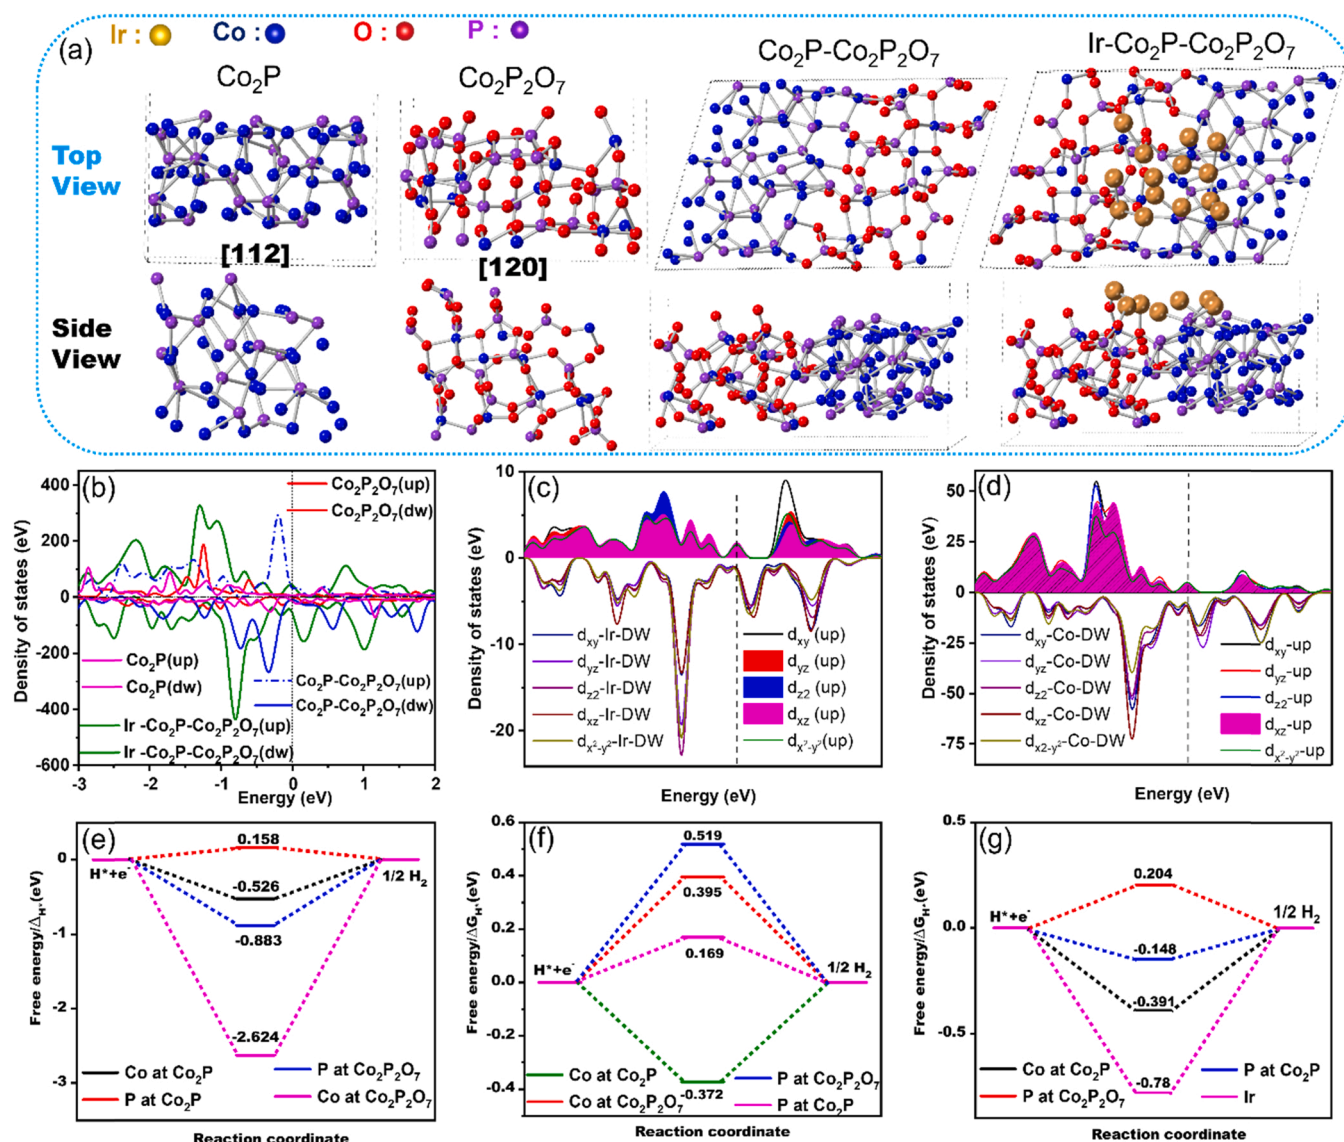 Ir : Co : O : P :
(a)
Co₂P
Co₂P₂O₇
Co₂P-Co₂P₂O₇
Ir-Co₂P-Co₂P₂O₇
Top
View
[112]
[120]
Side
View
(b)
Co₂P₂O₇(up)
Co₂P₂O₇(dw)
400
200
0
-200
-400
-600
Density of states (eV)
Co₂P(up)
Co₂P(dw)
Ir -Co₂P-Co₂P₂O₇(up)
Ir -Co₂P-Co₂P₂O₇(dw)
Co₂P-Co₂P₂O₇(up)
Co₂P-Co₂P₂O₇(dw)
-3 -2 -1 0 1 2
Energy (eV)
(c)
10
0
-10
-20
Density of states (eV)
dxy-Ir-DW
dyz-Ir-DW
dz2-Ir-DW
dxz-Ir-DW
dx²-y²-Ir-DW
dxy (up)
dyz (up)
dz2 (up)
dxz (up)
dx²-y²(up)
Energy (eV)
(d)
50
25
0
-25
-50
-75
Density of states (eV)
dxy-Co-DW
dyz-Co-DW
dz2-Co-DW
dxz-Co-DW
dx2-y2-Co-DW
dxy-up
dyz-up
dz2-up
dxz-up
dx²-y²-up
Energy (eV)
(e)
0
-1
-2
-3
Free energy/ΔH*(eV)
H*+e-
0.158
-0.526
-0.883
-2.624
1/2 H₂
Co at Co₂P
P at Co₂P
P at Co₂P₂O₇
Co at Co₂P₂O₇
Reaction coordinate
(f)
0.6
0.4
0.2
0.0
-0.2
-0.4
Free energy/ΔGH*(eV)
H*+e-
0.519
0.395
0.169
-0.372
1/2 H₂
Co at Co₂P
Co at Co₂P₂O₇
P at Co₂P₂O₇
P at Co₂P
Reaction coordinate
(g)
0.5
0.0
-0.5
Free energy/ΔGH*(eV)
H*+e-
0.204
-0.148
-0.391
-0.78
1/2 H₂
Co at Co₂P
P at Co₂P₂O₇
P at Co₂P
Ir
Reaction coordinate